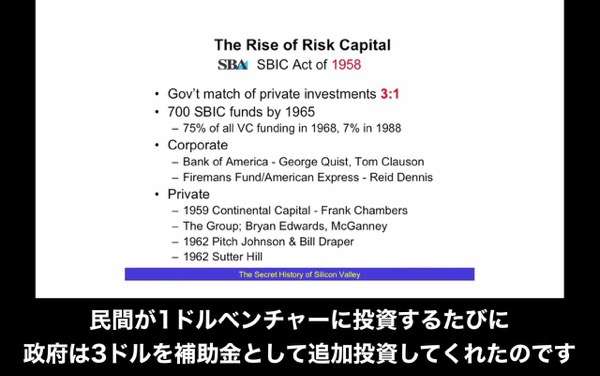 The Rise of Risk Capital
SBA SBIC Act of 1958
• Gov't match of private investments 3:1
• 700 SBIC funds by 1965
– 75% of all VC funding in 1968, 7% in 1988
• Corporate
– Bank of America - George Quist, Tom Clauson
– Firemans Fund/American Express - Reid Dennis
• Private
– 1959 Continental Capital - Frank Chambers
– The Group; Bryan Edwards, McGanney
– 1962 Pitch Johnson & Bill Draper
– 1962 Sutter Hill
The Secret History of Silicon Valley
民間が1ドルベンチャーに投資するたびに
政府は3ドルを補助金として追加投資してくれたのです